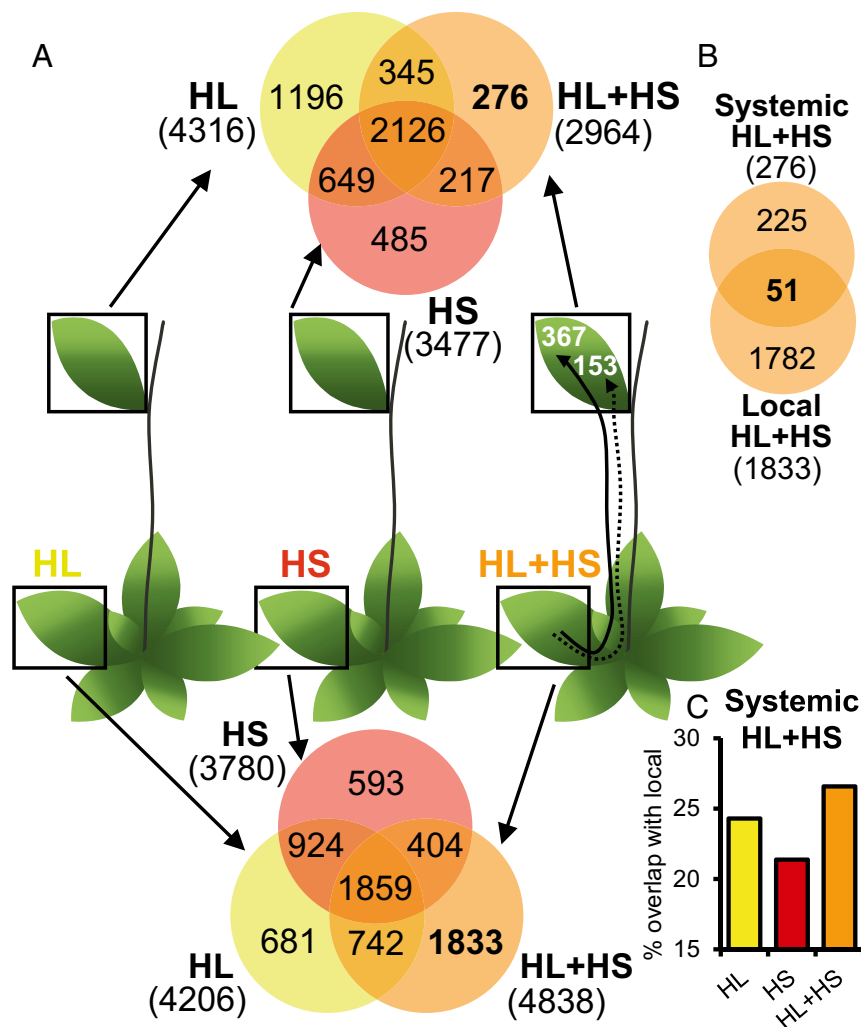 A
HL
(4316)
1196
345
276
2126
649
217
485
HL+HS
(2964)
HS
(3477)
B
Systemic
HL+HS
(276)
225
51
1782
Local
HL+HS
(1833)
367
153
HL
HS
HL+HS
HS
(3780)
593
924
404
1859
681
742
1833
HL
(4206)
HL+HS
(4838)
C
Systemic
HL+HS
% overlap with local
30
25
20
15
HL
HS
HL+HS